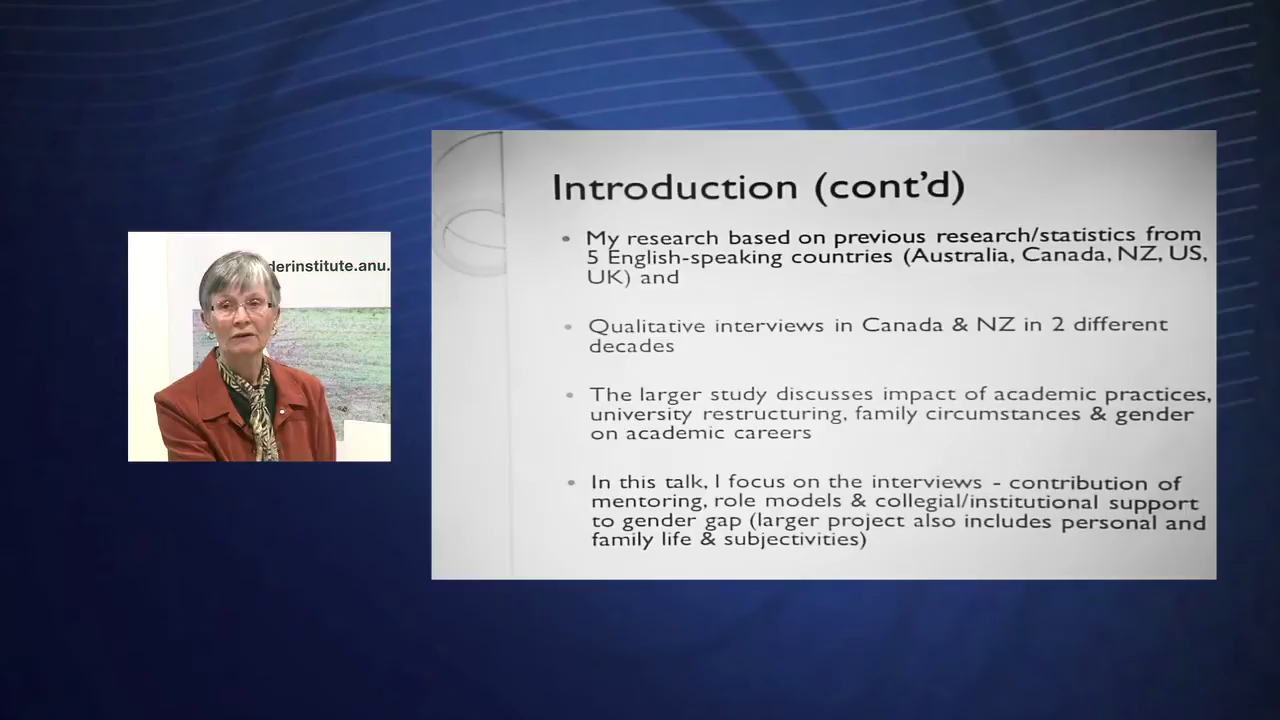 derinstitute.anu.
Introduction (cont'd)
• My research based on previous research/statistics from
5 English-speaking countries (Australia, Canada, NZ, US,
UK) and
• Qualitative interviews in Canada & NZ in 2 different
decades
• The larger study discusses impact of academic practices,
university restructuring, family circumstances & gender
on academic careers
• In this talk, I focus on the interviews - contribution of
mentoring, role models & collegial/institutional support
to gender gap (larger project also includes personal and
family life & subjectivities)